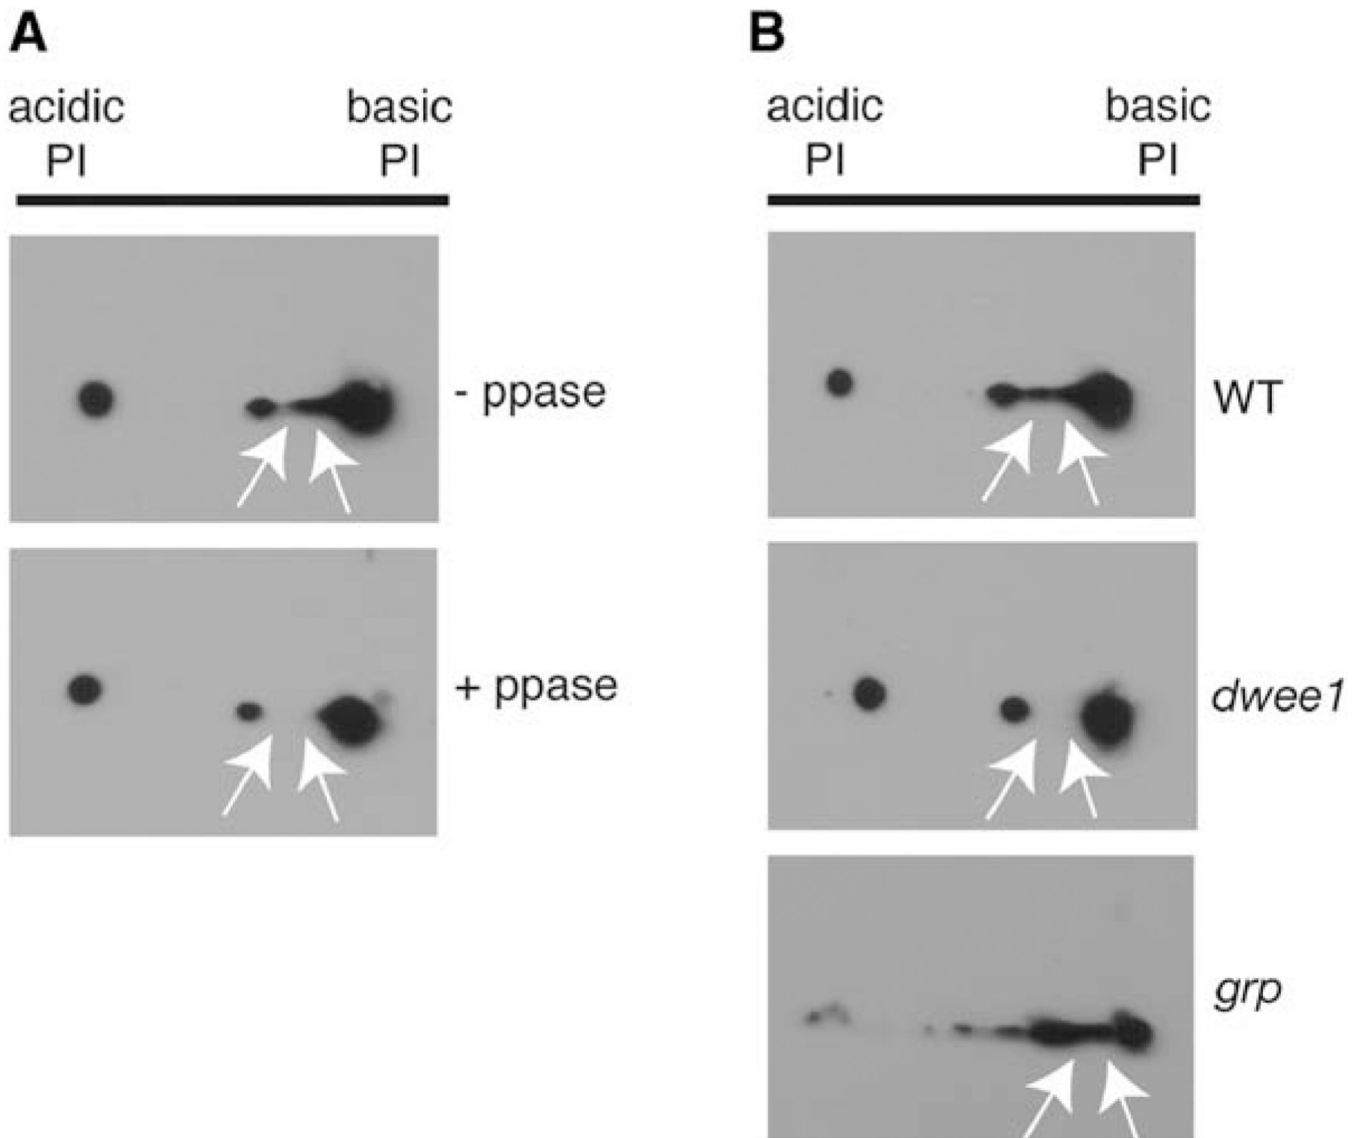 A
acidic
PI
basic
PI
- ppase
+ ppase
B
acidic
PI
basic
PI
WT
dwee1
grp